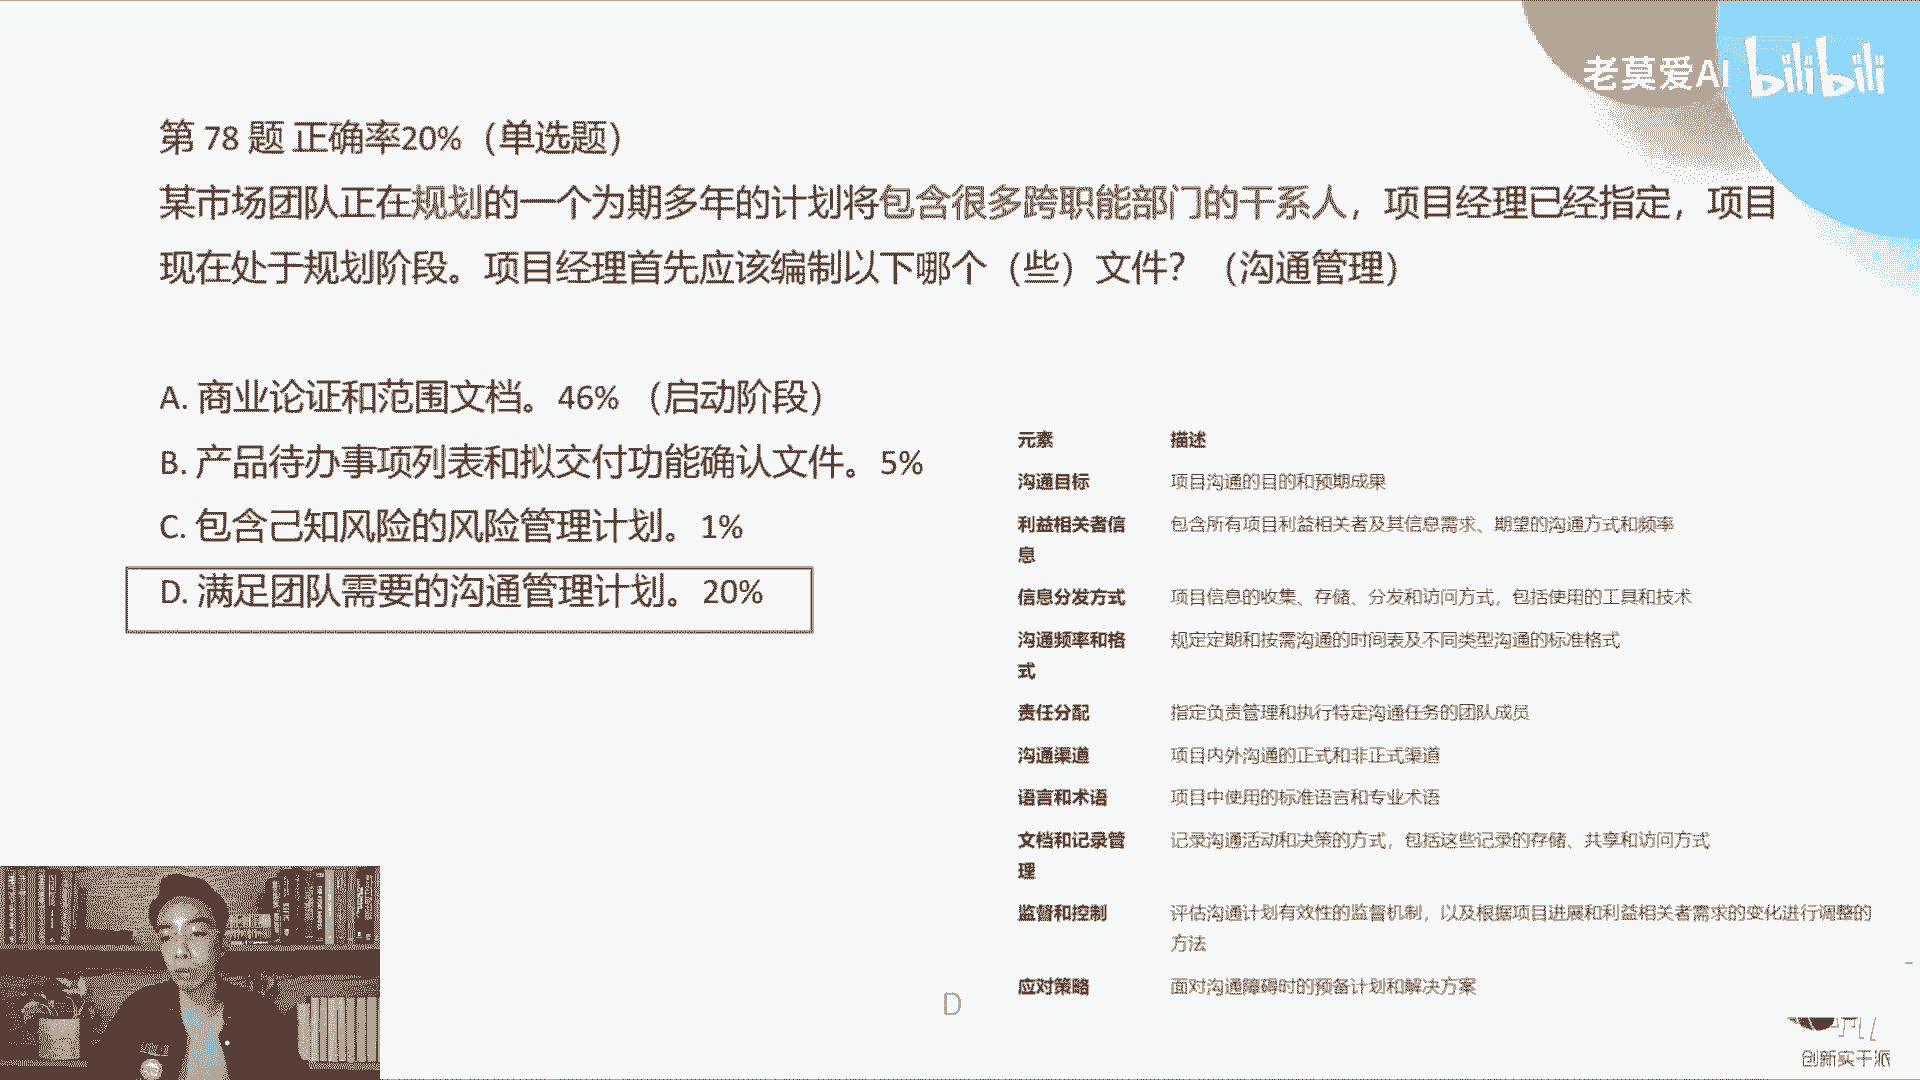 老莫爱AI bilibili
第 78 题 正确率20%（单选题）
某市场团队正在规划的一个为期多年的计划将包含很多跨职能部门的干系人，项目经理已经指定，项目
现在处于规划阶段。项目经理首先应该编制以下哪个（些）文件？（沟通管理）
A. 商业论证和范围文档。46% （启动阶段）
B. 产品待办事项列表和拟交付功能确认文件。5%
C. 包含己知风险的风险管理计划。1%
D. 满足团队需要的沟通管理计划。20%
元素 描述
沟通目标 项目沟通的目的和预期成果
利益相关者信 包含所有项目利益相关者及其信息需求、期望的沟通方式和频率
息
信息分发方式 项目信息的收集、存储、分发和访问方式，包括使用的工具和技术
沟通频率和格 规定定期和按需沟通的时间表及不同类型沟通的标准格式
式
责任分配 指定负责管理和执行特定沟通任务的团队成员
沟通渠道 项目内外沟通的正式和非正式渠道
语言和术语 项目中使用的标准语言和专业术语
文档和记录管 记录沟通活动和决策的方式，包括这些记录的存储、共享和访问方式
理
监督和控制 评估沟通计划有效性的监督机制，以及根据项目进展和利益相关者需求的变化进行调整的
方法
应对策略 面对沟通障碍时的预备计划和解决方案
D
创新实干派